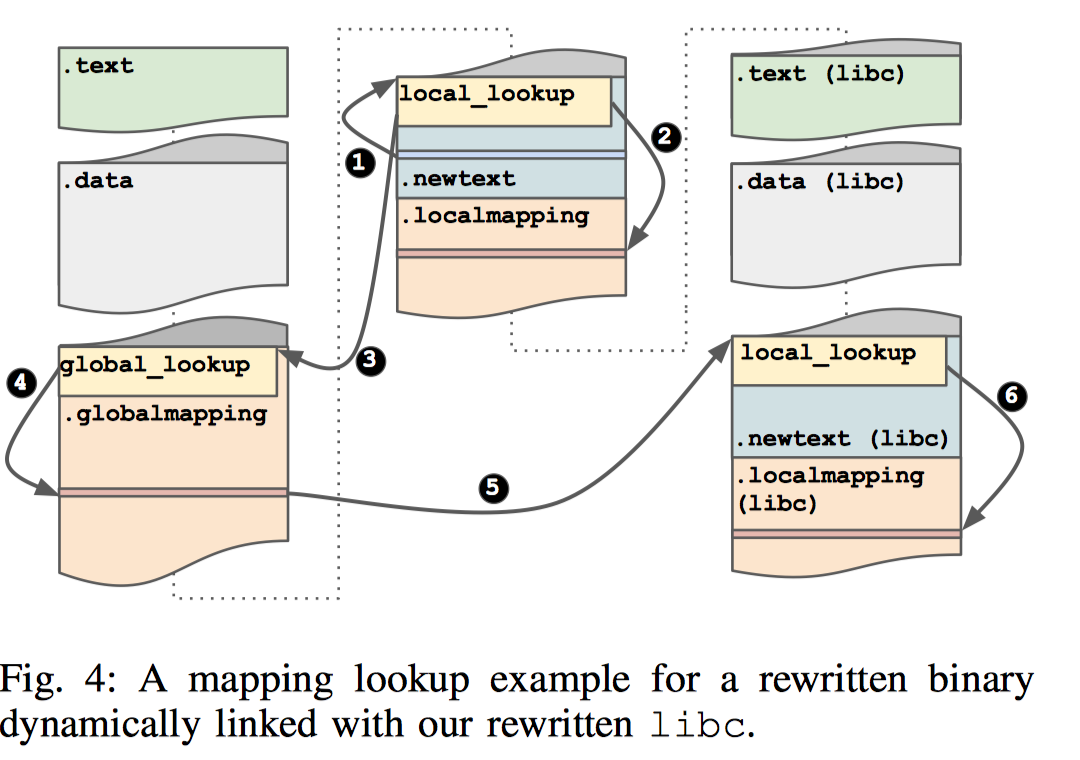 .text
.data
global_lookup
.globalmapping
4
local_lookup
1
2
.newtext
.localmapping
3
5
.text (libc)
.data (libc)
local_lookup
6
.newtext (libc)
.localmapping
(libc)
Fig. 4: A mapping lookup example for a rewritten binary
dynamically linked with our rewritten libc.